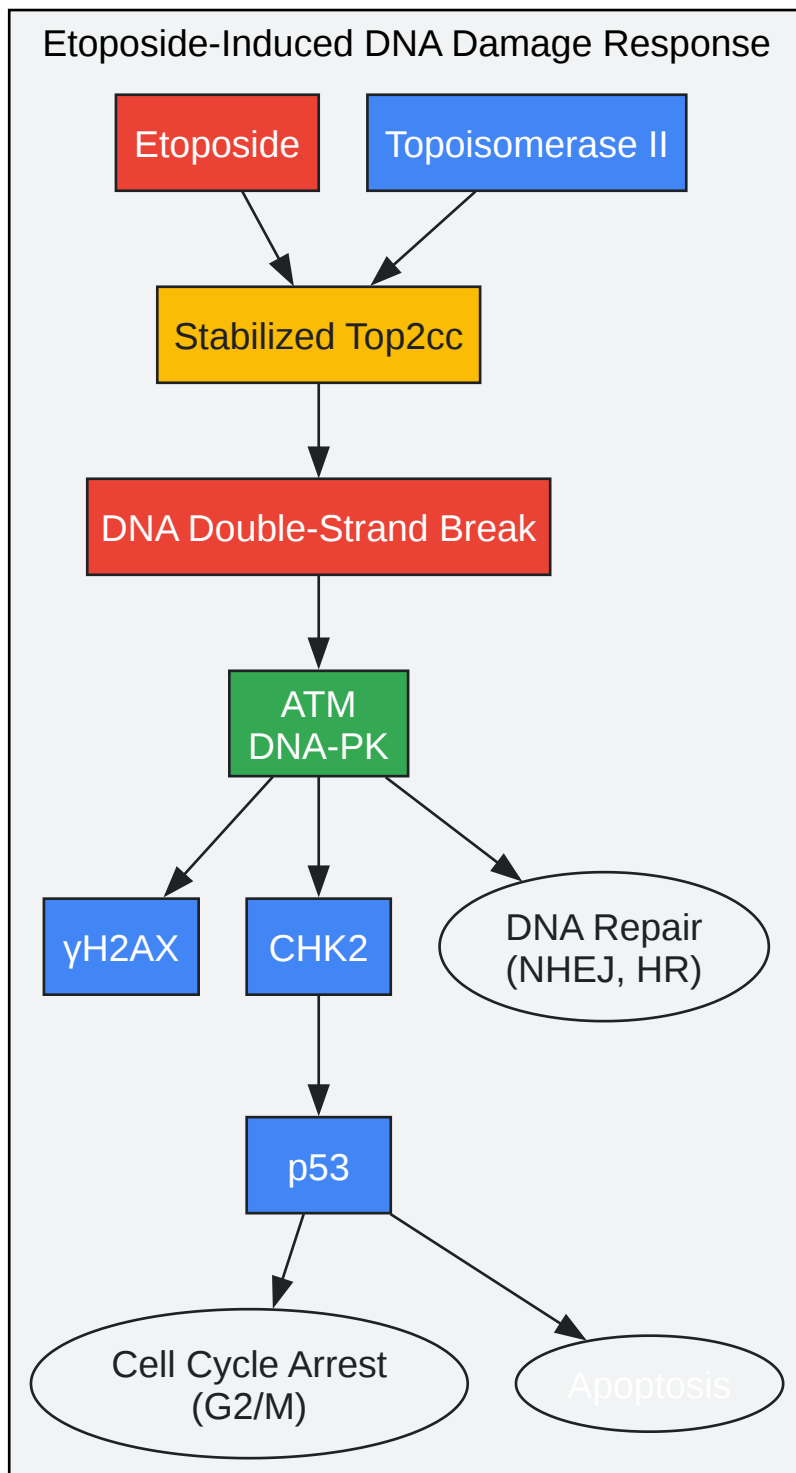 Etoposide-Induced DNA Damage Response
Etoposide
Topoisomerase II
Stabilized Top2cc
DNA Double-Strand Break
ATM
DNA-PK
γH2AX
CHK2
DNA Repair
(NHEJ, HR)
p53
Cell Cycle Arrest
(G2/M)
Apoptosis